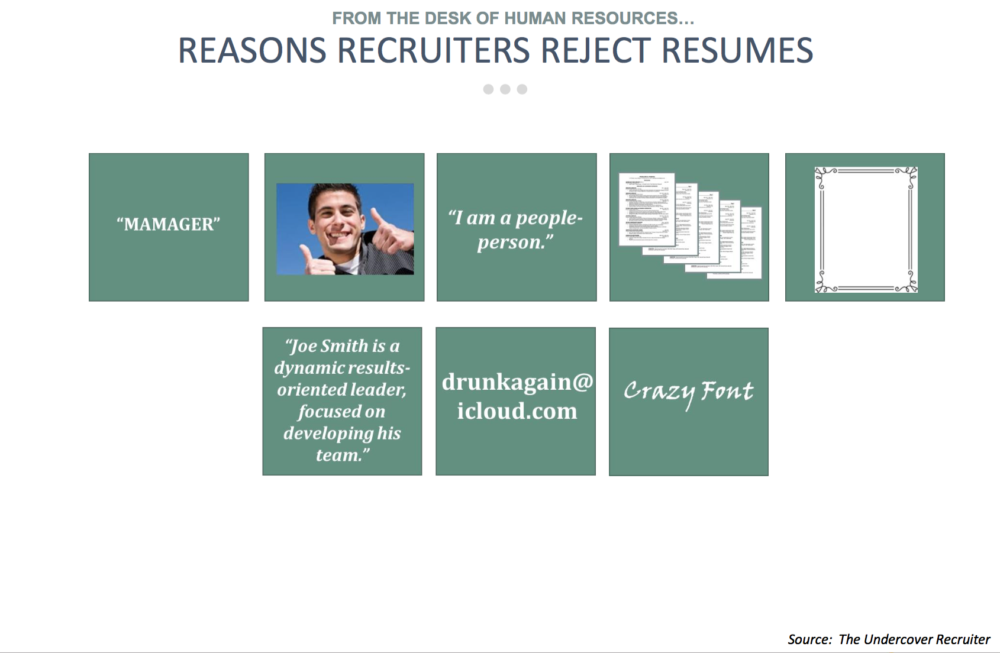 FROM THE DESK OF HUMAN RESOURCES…
REASONS RECRUITERS REJECT RESUMES
“MAMAGER”
“I am a people-
person.”
“Joe Smith is a
dynamic results-
oriented leader,
focused on
developing his
team.”
drunkagain@
icloud.com
Crazy Font
Source:  The Undercover Recruiter